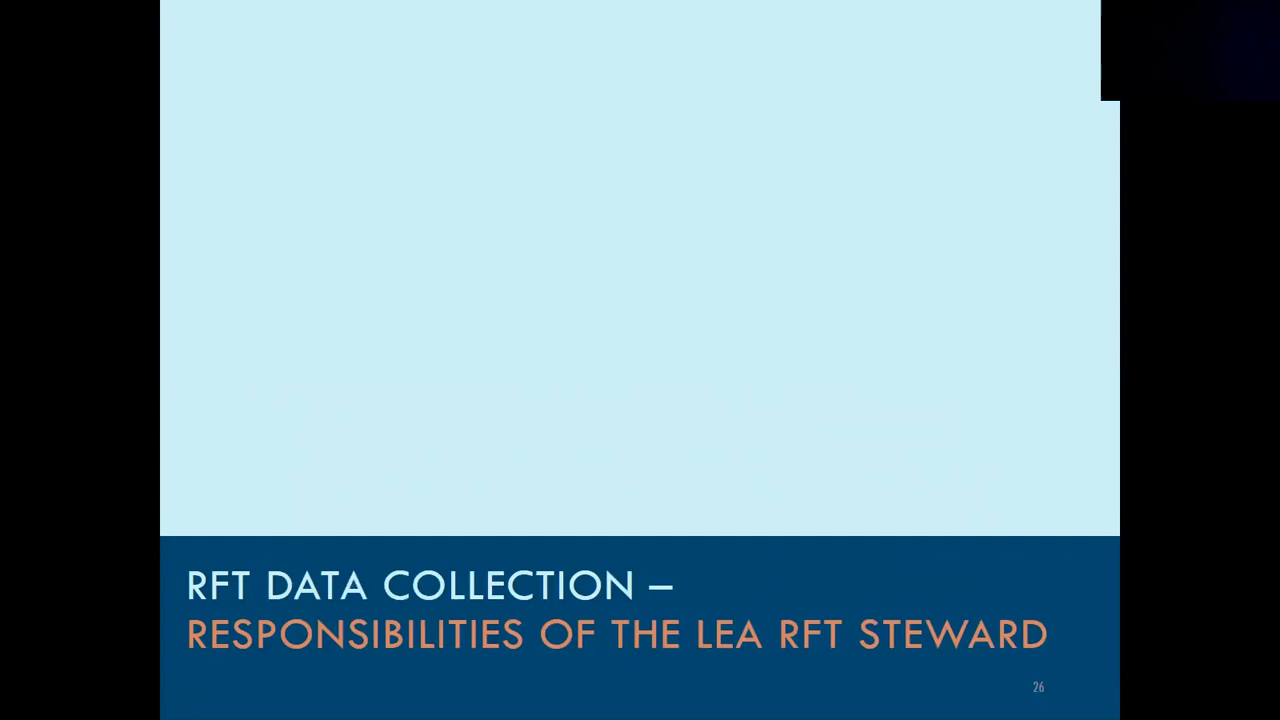 RFT DATA COLLECTION –
RESPONSIBILITIES OF THE LEA RFT STEWARD
26